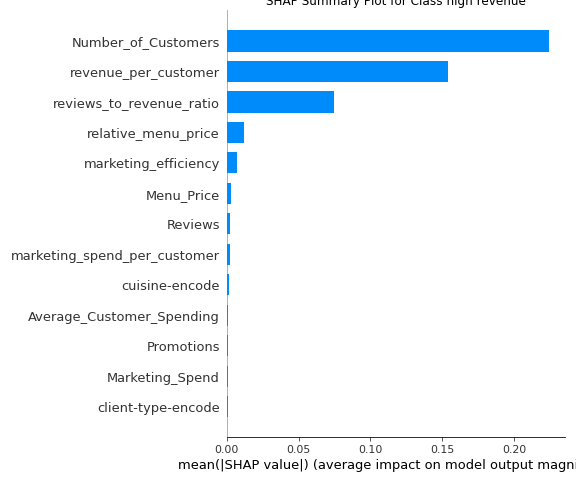 SHAP Summary Plot for Class high revenue
Number_of_Customers
revenue_per_customer
reviews_to_revenue_ratio
relative_menu_price
marketing_efficiency
Menu_Price
Reviews
marketing_spend_per_customer
cuisine-encode
Average_Customer_Spending
Promotions
Marketing_Spend
client-type-encode
0.00 0.05 0.10 0.15 0.20
mean(|SHAP value|) (average impact on model output magni